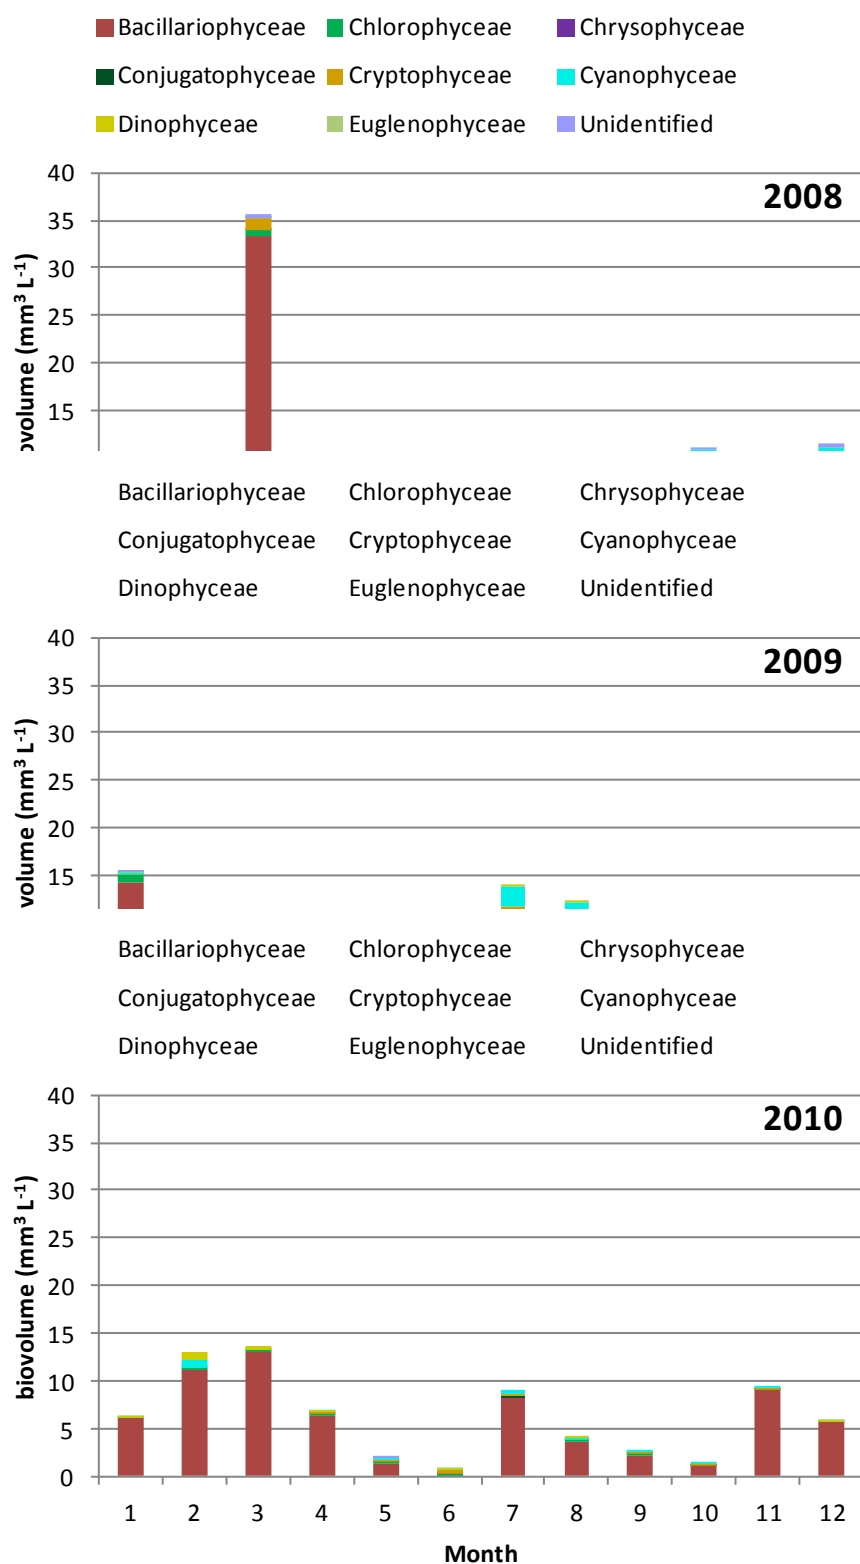 Bacillariophyceae Chlorophyceae Chrysophyceae
Conjugatophyceae Cryptophyceae Cyanophyceae
Dinophyceae Euglenophyceae Unidentified
2008
40
35
30
25
20
15
ovolume (mm³ L⁻¹)
Bacillariophyceae Chlorophyceae Chrysophyceae
Conjugatophyceae Cryptophyceae Cyanophyceae
Dinophyceae Euglenophyceae Unidentified
2009
40
35
30
25
20
15
volume (mm³ L⁻¹)
Bacillariophyceae Chlorophyceae Chrysophyceae
Conjugatophyceae Cryptophyceae Cyanophyceae
Dinophyceae Euglenophyceae Unidentified
2010
40
35
30
25
20
15
10
5
0
biovolume (mm³ L⁻¹)
1 2 3 4 5 6 7 8 9 10 11 12
Month